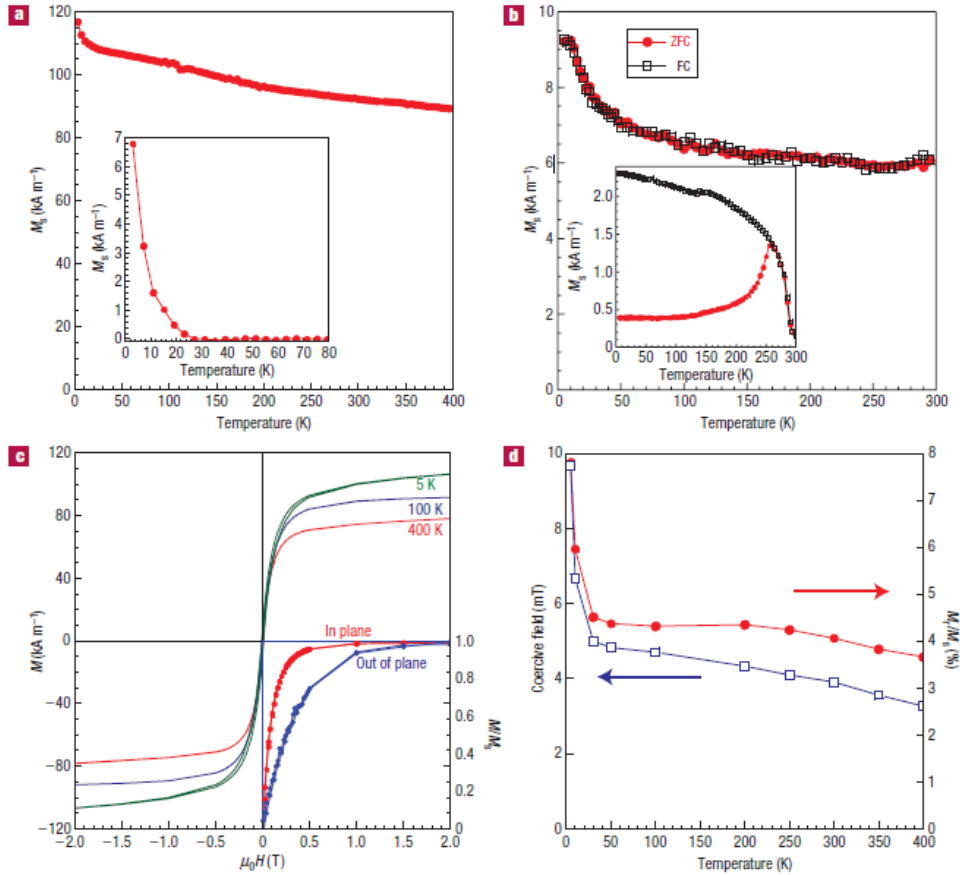 a
120
100
80
60
40
20
0
Ms (kA m−1)
0 50 100 150 200 250 300 350 400
Temperature (K)
7
6
5
4
3
2
1
0
Ms (kA m−1)
0 10 20 30 40 50 60 70 80
Temperature (K)
b
10
8
6
4
2
0
Ms (kA m−1)
ZFC
FC
0 50 100 150 200 250 300
Temperature (K)
2.0
1.5
1.0
0.5
0.0
Ms (kA m−1)
0 50 100 150 200 250 300
Temperature (K)
c
120
80
40
0
−40
−80
−120
M (kA m−1)
5 K
100 K
400 K
In plane
Out of plane
1.0
0.8
0.6
0.4
0.2
0
M/Ms
−2.0 −1.5 −1.0 −0.5 0.0 0.5 1.0 1.5 2.0
μ0H (T)
d
10
8
6
4
2
0
Coercive field (mT)
8
7
6
5
4
3
2
1
0
Mr/Ms (%)
0 50 100 150 200 250 300 350 400
Temperature (K)